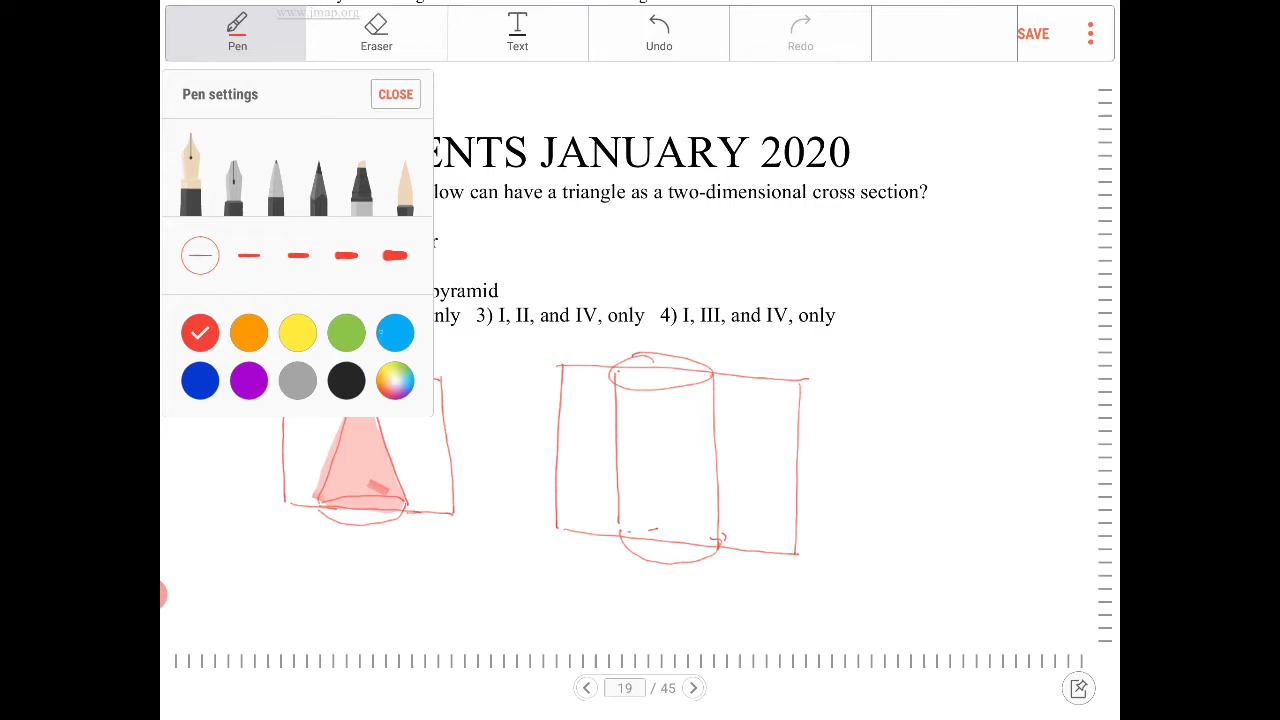 www.jmap.org
Pen
Eraser
Text
Undo
Redo
SAVE
Pen settings
CLOSE
ENTS JANUARY 2020
low can have a triangle as a two-dimensional cross section?
r
pyramid
only 3) I, II, and IV, only 4) I, III, and IV, only
19 / 45